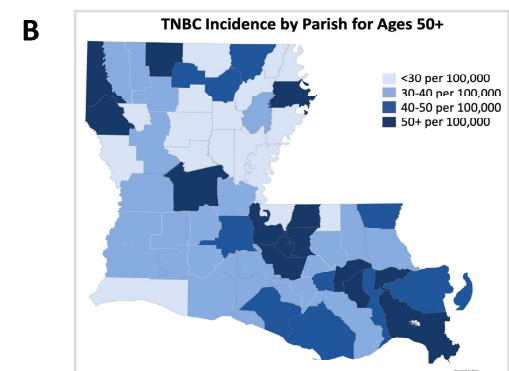 B
TNBC Incidence by Parish for Ages 50+
<30 per 100,000
30-40 per 100,000
40-50 per 100,000
50+ per 100,000